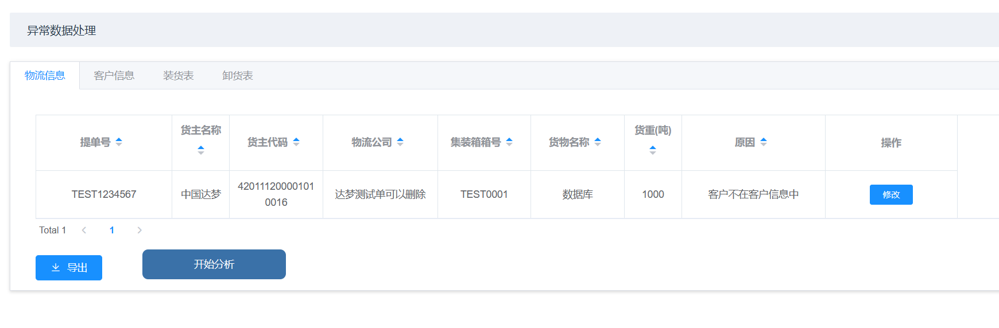 异常数据处理
物流信息 客户信息 装货表 卸货表
提单号 货主名称 货主代码 物流公司 集装箱箱号 货物名称 货重(吨) 原因 操作
TEST1234567 中国达梦 42011120000101 达梦测试单可以删除 TEST0001 数据库 1000 客户不在客户信息中 修改
0016
Total 1 1
导出 开始分析